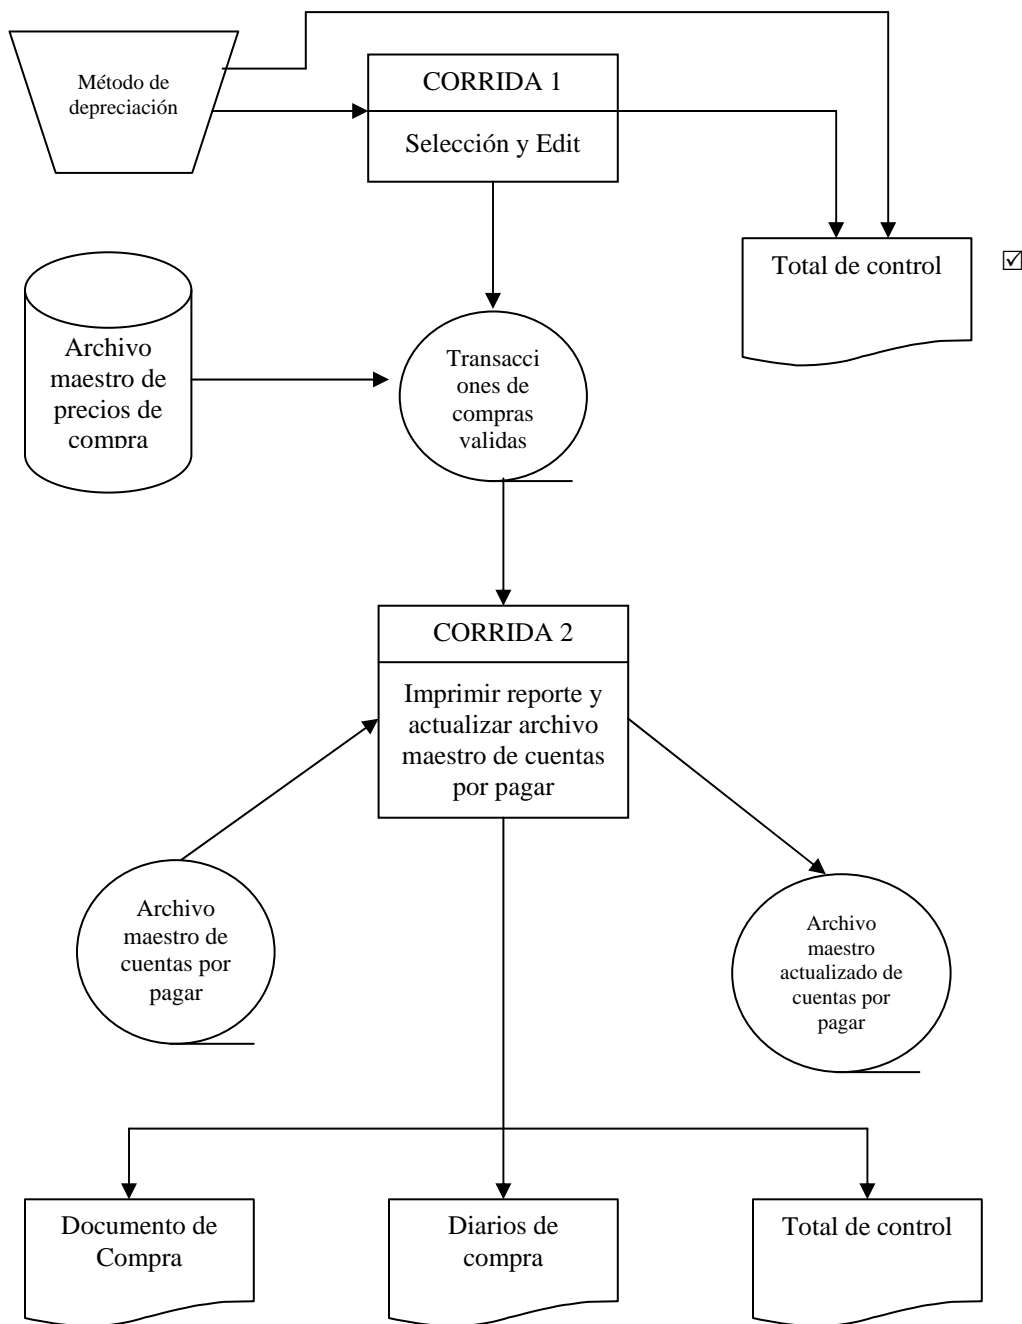 Método de
depreciación
CORRIDA 1
Selección y Edit
Total de control
☑
Archivo
maestro de
precios de
compra
Transacci
ones de
compras
validas
CORRIDA 2
Imprimir reporte y
actualizar archivo
maestro de cuentas
por pagar
Archivo
maestro de
cuentas por
pagar
Archivo
maestro
actualizado de
cuentas por
pagar
Documento de
Compra
Diarios de
compra
Total de control